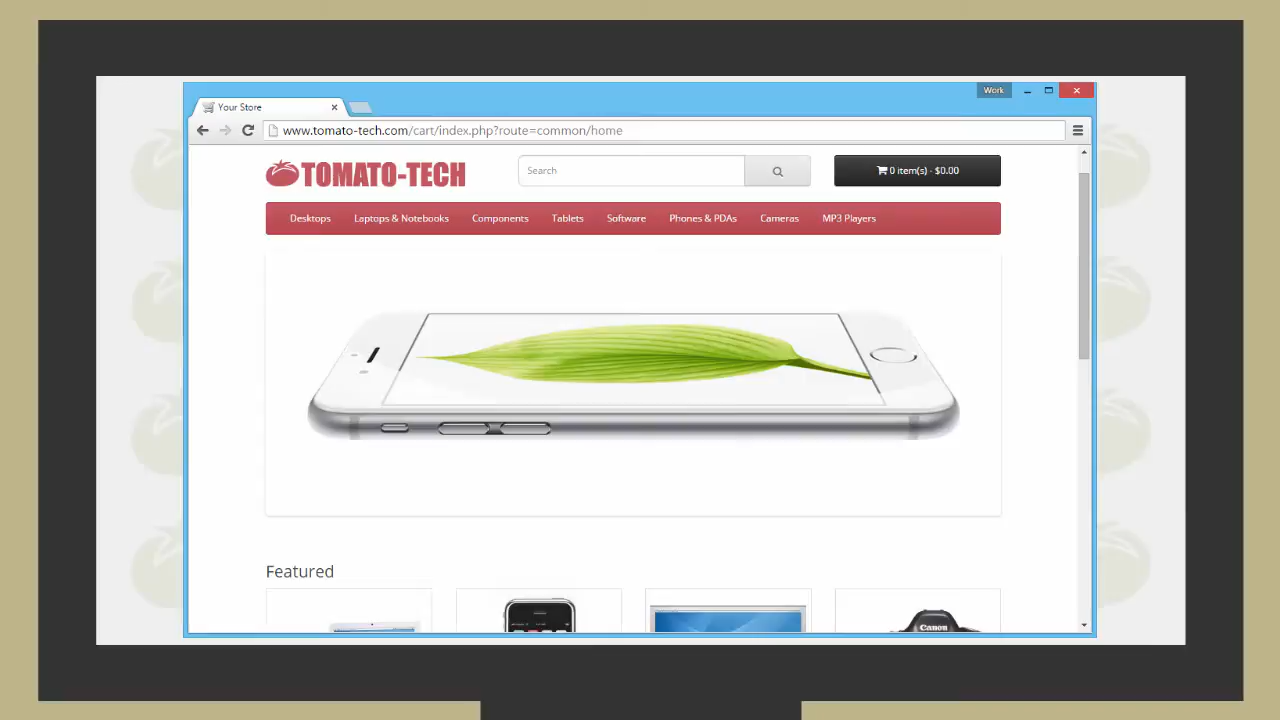 Work
Your Store
www.tomato-tech.com/cart/index.php?route=common/home
TOMATO-TECH
Search
0 item(s) - $0.00
Desktops Laptops & Notebooks Components Tablets Software Phones & PDAs Cameras MP3 Players
Featured
Canon